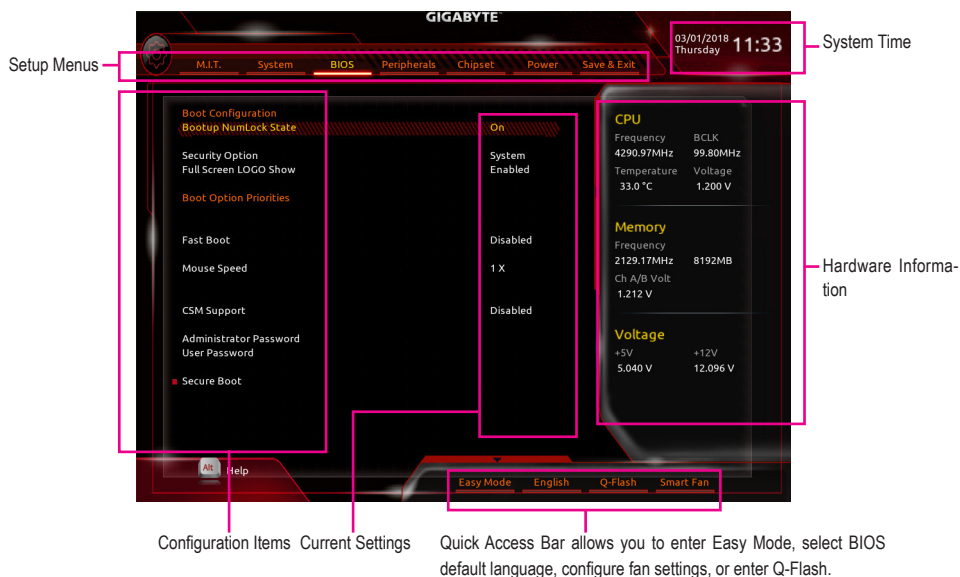 GIGABYTE
03/01/2018
Thursday
11:33
System Time
Setup Menus
M.I.T. System BIOS Peripherals Chipset Power Save & Exit
Boot Configuration
Bootup NumLock State On
Security Option System
Full Screen LOGO Show Enabled
Boot Option Priorities
Fast Boot Disabled
Mouse Speed 1 X
CSM Support Disabled
Administrator Password
User Password
Secure Boot
CPU
Frequency BCLK
4290.97MHz 99.80MHz
Temperature Voltage
33.0 °C 1.200 V
Memory
Frequency
2129.17MHz 8192MB
Ch A/B Volt
1.212 V
Voltage
+5V +12V
5.040 V 12.096 V
Hardware Informa-
tion
Alt Help
Easy Mode English Q-Flash Smart Fan
Configuration Items Current Settings
Quick Access Bar allows you to enter Easy Mode, select BIOS
default language, configure fan settings, or enter Q-Flash.